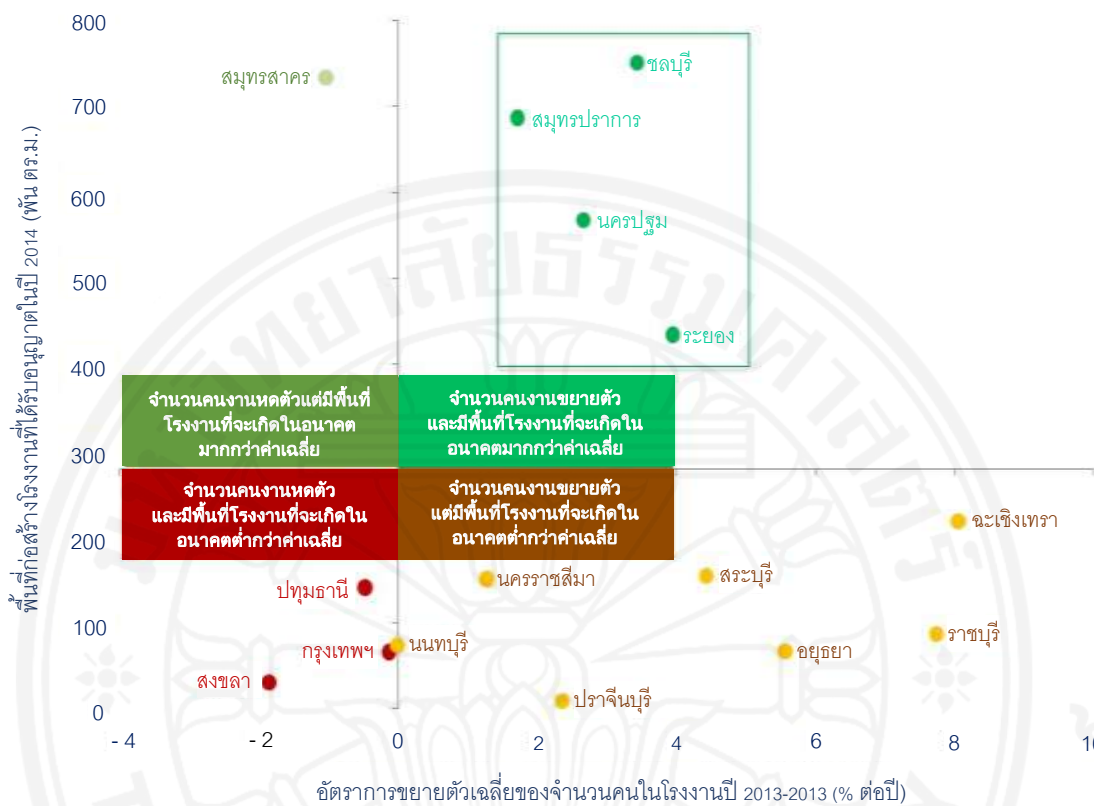 800
สมุทรสาคร
ชลบุรี
700
สมุทรปราการ
600
นครปฐม
500
ระยอง
400
จำนวนคนงานหดตัวแต่มีพื้นที่
โรงงานที่จะเกิดในอนาคต
มากกว่าค่าเฉลี่ย
จำนวนคนงานขยายตัว
และมีพื้นที่โรงงานที่จะเกิดใน
อนาคตมากกว่าค่าเฉลี่ย
300
จำนวนคนงานหดตัว
และมีพื้นที่โรงงานที่จะเกิดใน
อนาคตต่ำกว่าค่าเฉลี่ย
จำนวนคนงานขยายตัว
แต่มีพื้นที่โรงงานที่จะเกิดใน
อนาคตต่ำกว่าค่าเฉลี่ย
ฉะเชิงเทรา
200
ปทุมธานี
นครราชสีมา
สระบุรี
100
กรุงเทพฯ
นนทบุรี
อยุธยา
ราชบุรี
สงขลา
ปราจีนบุรี
0
- 4 - 2 0 2 4 6 8 10
พื้นที่ก่อสร้างโรงงานที่ได้รับอนุญาตในปี 2014 (พัน ตร.ม.)
อัตราการขยายตัวเฉลี่ยของจำนวนคนในโรงงานปี 2013-2013 (% ต่อปี)